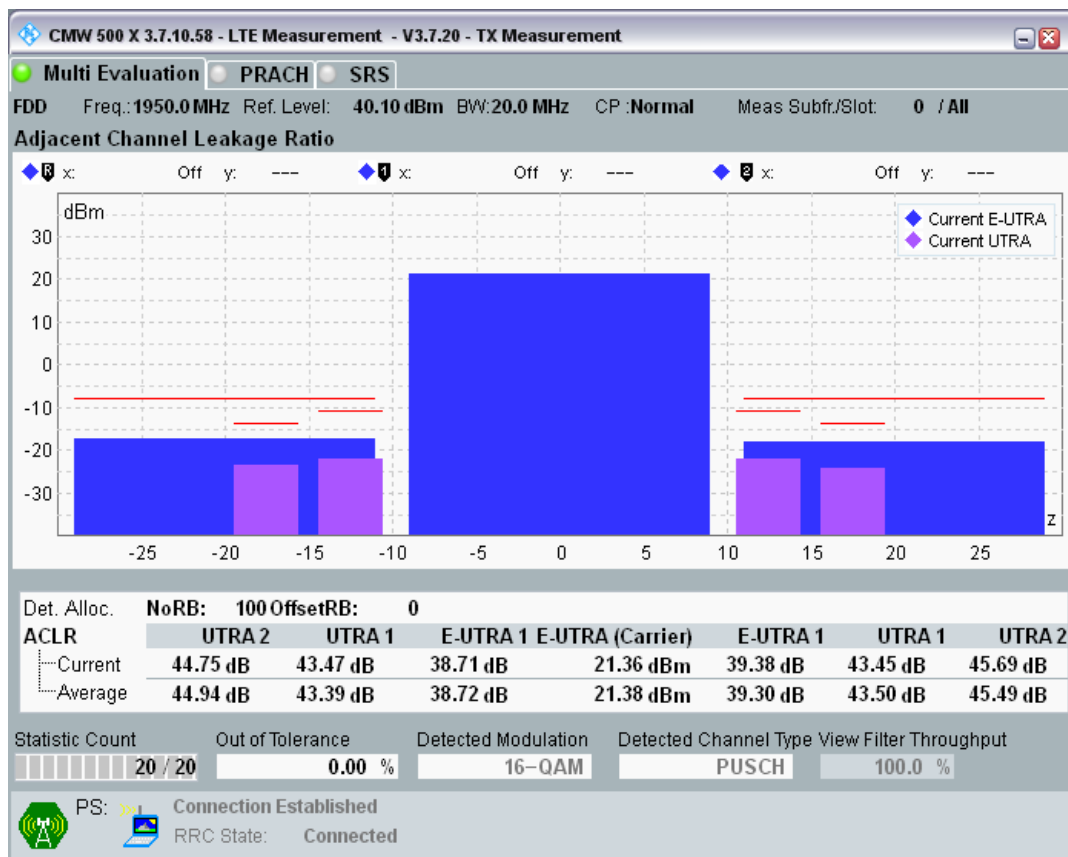 CMW 500 X 3.7.10.58 - LTE Measurement - V3.7.20 - TX Measurement
Multi Evaluation PRACH SRS
FDD Freq.:1950.0 MHz Ref. Level: 40.10 dBm BW:20.0 MHz CP :Normal Meas Subfr./Slot: 0 / All
Adjacent Channel Leakage Ratio
R x: Off y: --- 1 x: Off y: --- 2 x: Off y: ---
dBm
Current E-UTRA
Current UTRA
30
20
10
0
-10
-20
-30
z
-25 -20 -15 -10 -5 0 5 10 15 20 25
Det. Alloc. NoRB: 100 OffsetRB: 0
ACLR UTRA 2 UTRA 1 E-UTRA 1 E-UTRA (Carrier) E-UTRA 1 UTRA 1 UTRA 2
Current 44.75 dB 43.47 dB 38.71 dB 21.36 dBm 39.38 dB 43.45 dB 45.69 dB
Average 44.94 dB 43.39 dB 38.72 dB 21.38 dBm 39.30 dB 43.50 dB 45.49 dB
Statistic Count Out of Tolerance Detected Modulation Detected Channel Type View Filter Throughput
20 / 20 0.00 % 16-QAM PUSCH 100.0 %
PS: Connection Established
RRC State: Connected